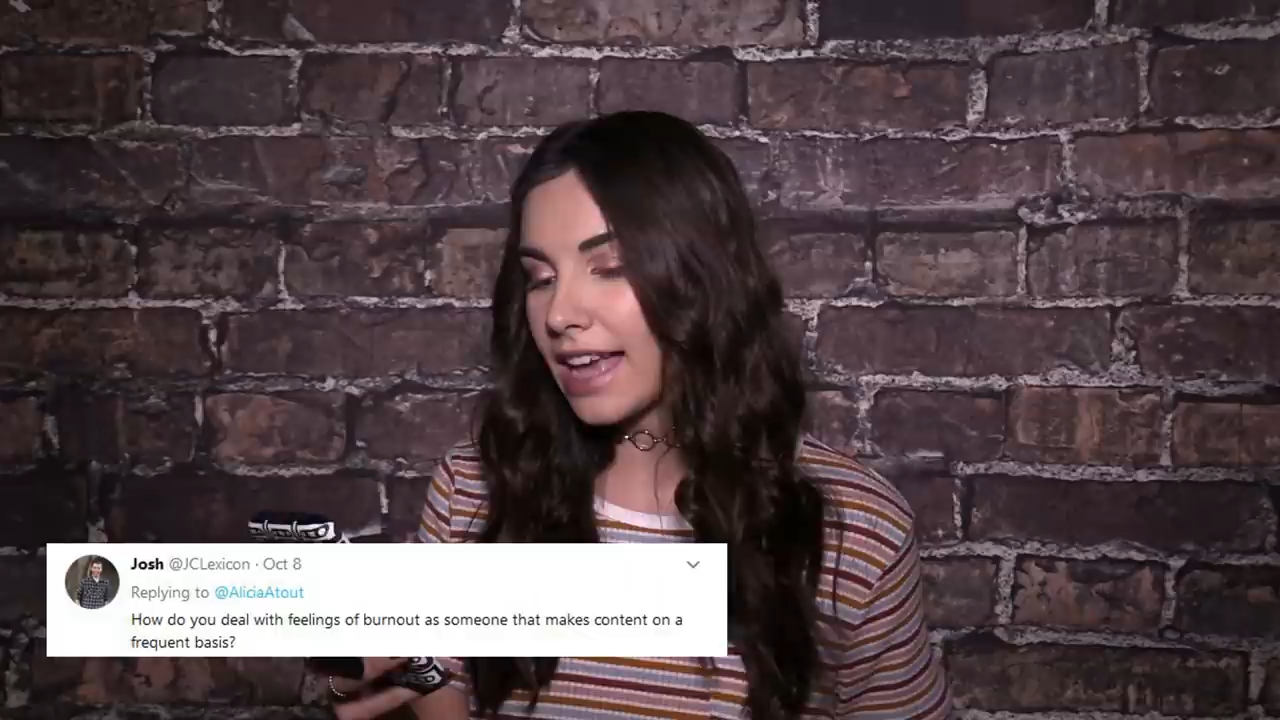 Josh @JCLexicon · Oct 8
Replying to @AliciaAtout
How do you deal with feelings of burnout as someone that makes content on a
frequent basis?